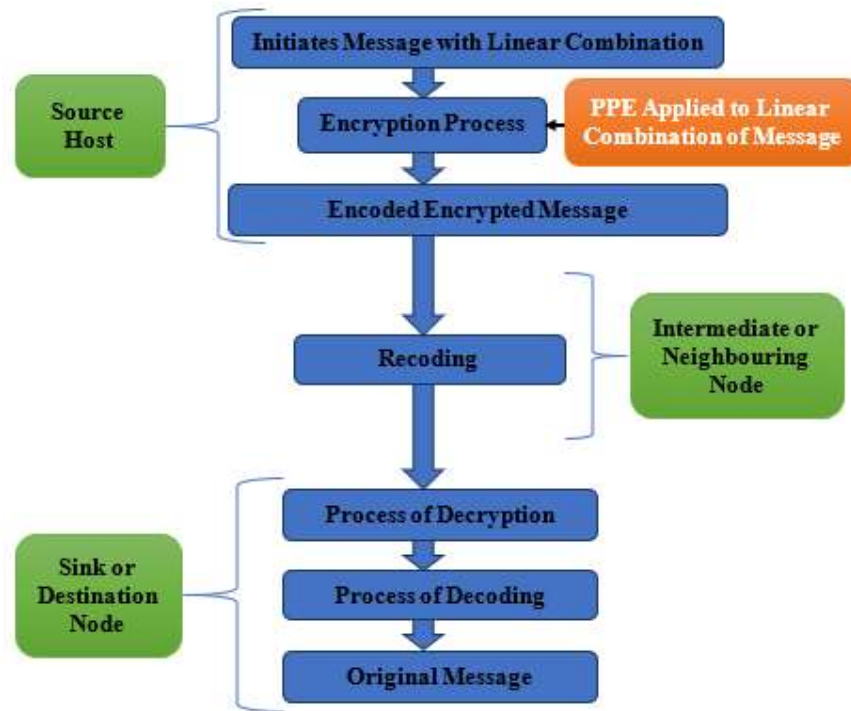 Initiates Message with Linear Combination
Source
Host
Encryption Process
PPE Applied to Linear
Combination of Message
Encoded Encrypted Message
Recoding
Intermediate or
Neighbouring
Node
Process of Decryption
Sink or
Destination
Node
Process of Decoding
Original Message